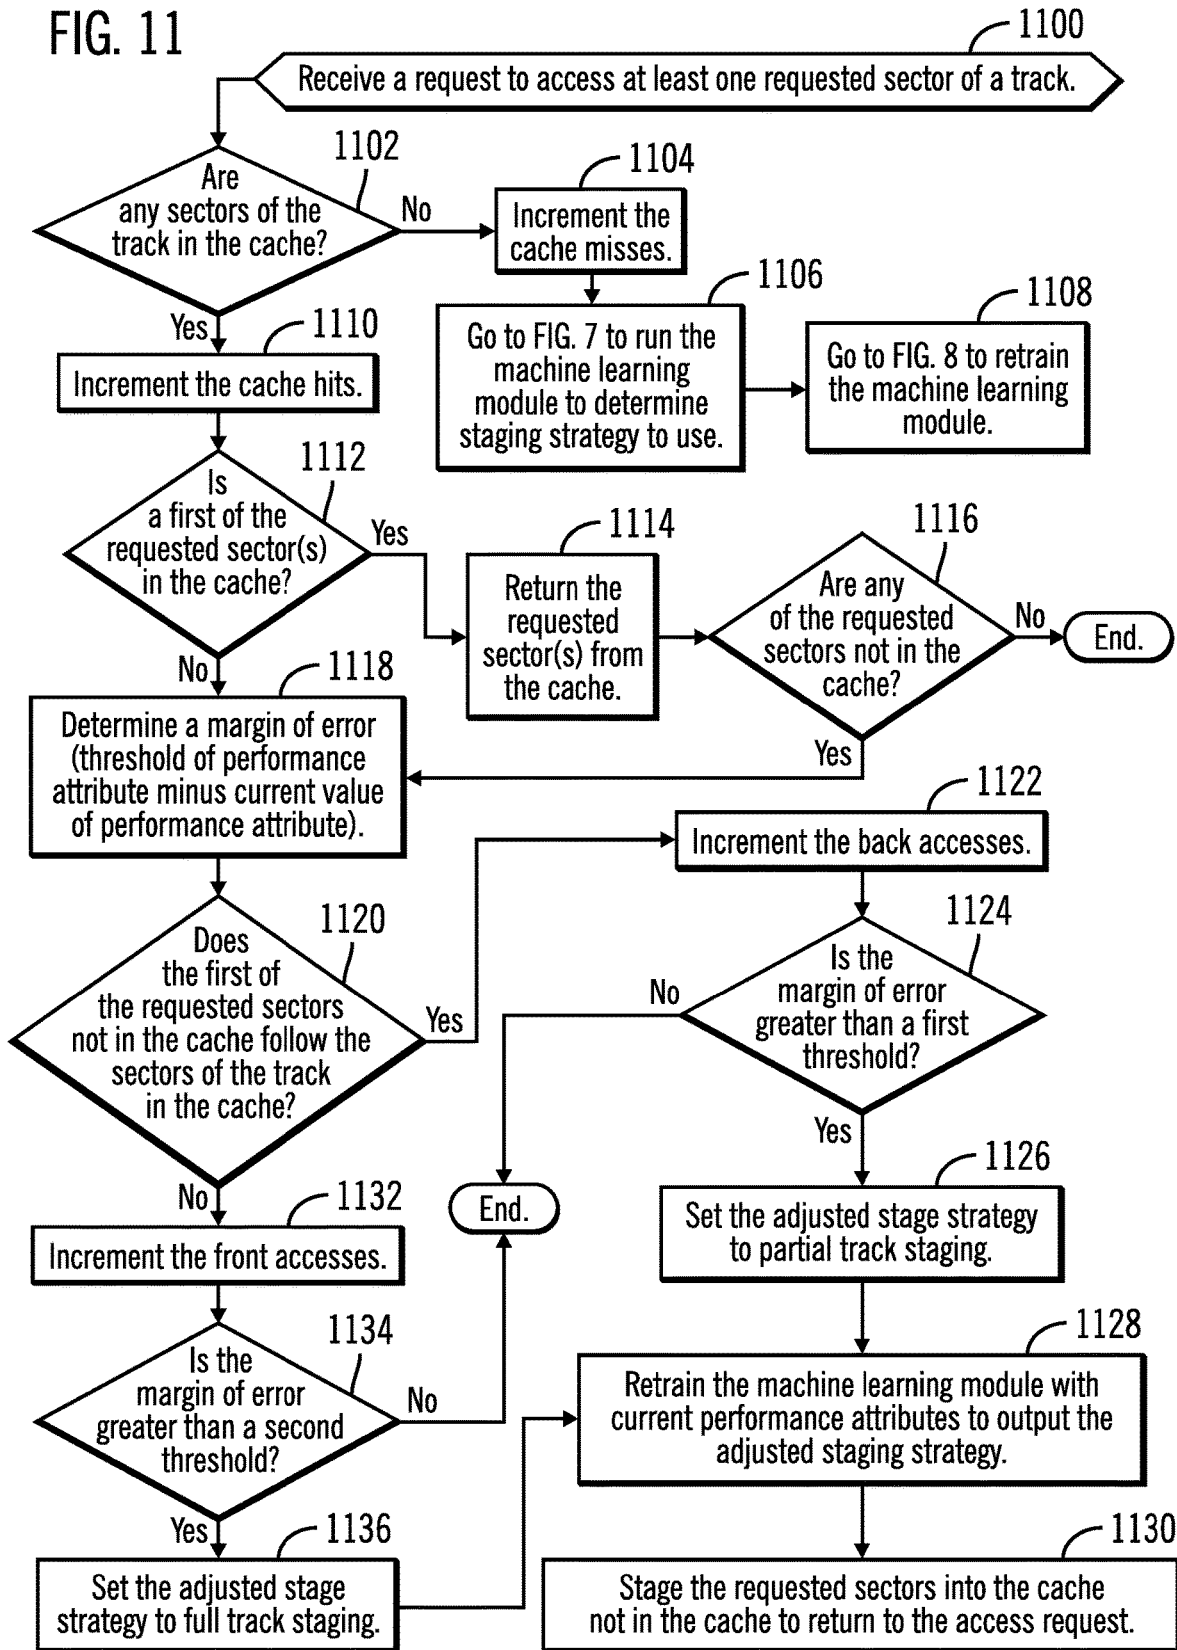 FIG. 11
1100
Receive a request to access at least one requested sector of a track.
1102
Are
any sectors of the
track in the cache?
No
1104
Increment the
cache misses.
1106
Go to FIG. 7 to run the
machine learning
module to determine
staging strategy to use.
1108
Go to FIG. 8 to retrain
the machine learning
module.
Yes
1110
Increment the cache hits.
1112
Is
a first of the
requested sector(s)
in the cache?
Yes
1114
Return the
requested
sector(s) from
the cache.
1116
Are any
of the requested
sectors not in the
cache?
No
End.
Yes
No
1118
Determine a margin of error
(threshold of performance
attribute minus current value
of performance attribute).
1120
Does
the first of
the requested sectors
not in the cache follow the
sectors of the track
in the cache?
Yes
1122
Increment the back accesses.
1124
Is the
margin of error
greater than a first
threshold?
No
End.
Yes
1126
Set the adjusted stage strategy
to partial track staging.
1128
Retrain the machine learning module with
current performance attributes to output the
adjusted staging strategy.
1130
Stage the requested sectors into the cache
not in the cache to return to the access request.
No
1132
Increment the front accesses.
1134
Is the
margin of error
greater than a second
threshold?
No
Yes
1136
Set the adjusted stage
strategy to full track staging.